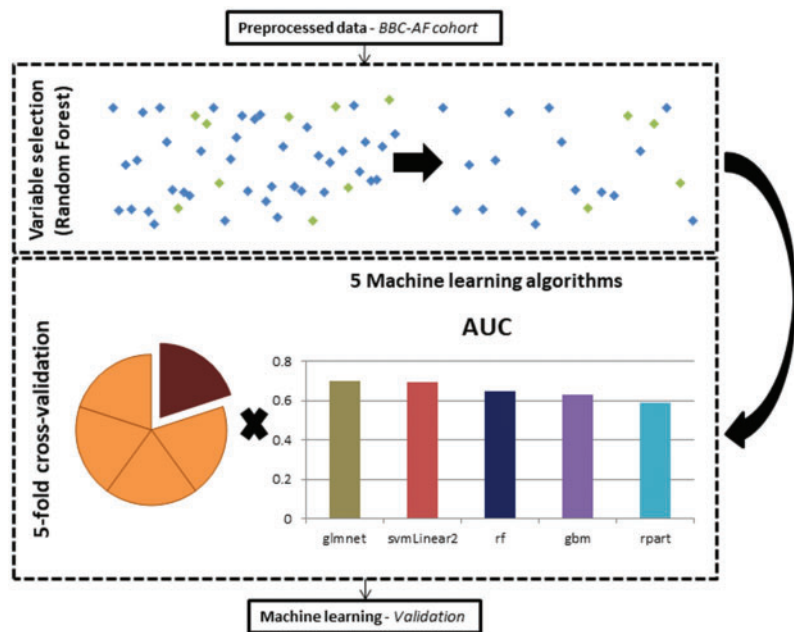 Preprocessed data - BBC-AF cohort
Variable selection
(Random Forest)
5-fold cross-validation
5 Machine learning algorithms
AUC
0.8
0.6
0.4
0.2
0
glmnet svmLinear2 rf gbm rpart
Machine learning - Validation